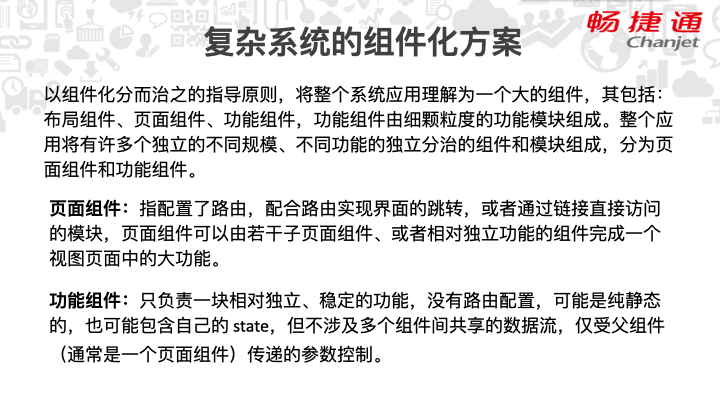 畅捷通
Chanjet
复杂系统的组件化方案
以组件化分而治之的指导原则，将整个系统应用理解为一个大的组件，其包括：
布局组件、页面组件、功能组件，功能组件由细颗粒度的功能模块组成。整个应
用将有许多个独立的不同规模、不同功能的独立分治的组件和模块组成，分为页
面组件和功能组件。
页面组件：指配置了路由，配合路由实现界面的跳转，或者通过链接直接访问
的模块，页面组件可以由若干子页面组件、或者相对独立功能的组件完成一个
视图页面中的大功能。
功能组件：只负责一块相对独立、稳定的功能，没有路由配置，可能是纯静态
的，也可能包含自己的 state，但不涉及多个组件间共享的数据流，仅受父组件
（通常是一个页面组件）传递的参数控制。